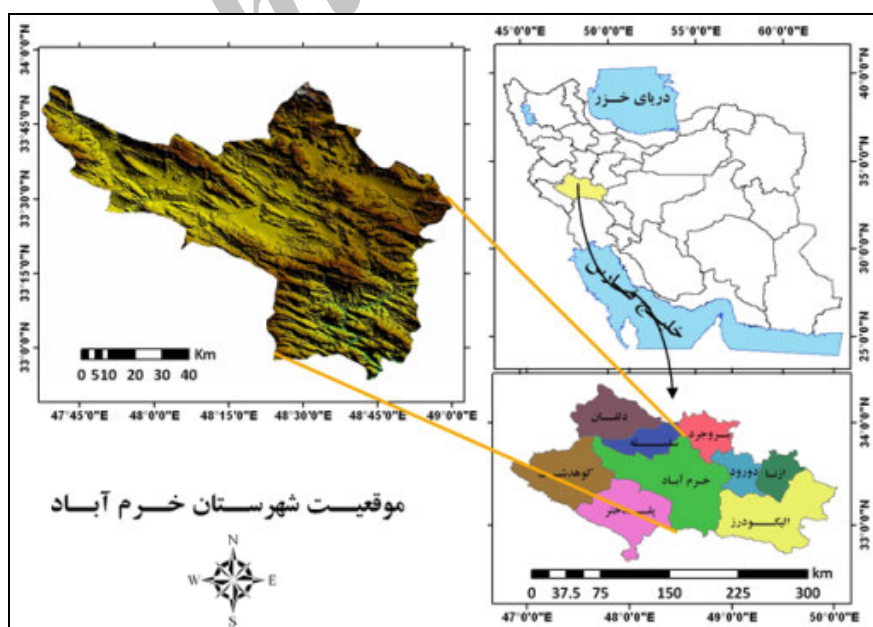 45°0'0"E 50°0'0"E 55°0'0"E 60°0'0"E
40°0'0"N
35°0'0"N
30°0'0"N
25°0'0"N
دریای خزر
خلیج فارس
34°0'0"N
33°45'0"N
33°30'0"N
33°15'0"N
33°0'0"N
Km
0 5 10 20 30 40
47°45'0"E 48°0'0"E 48°15'0"E 48°30'0"E 48°45'0"E 49°0'0"E
دلفان
سلسله
بروجرد
کوهدشت
خرم آباد
دورود
ازنا
پلدختر
الیگودرز
34°0'0"N
33°0'0"N
km
0 37.5 75 150 225 300
47°0'0"E 48°0'0"E 49°0'0"E 50°0'0"E
موقعیت شهرستان خرم آباد
N
W E
S